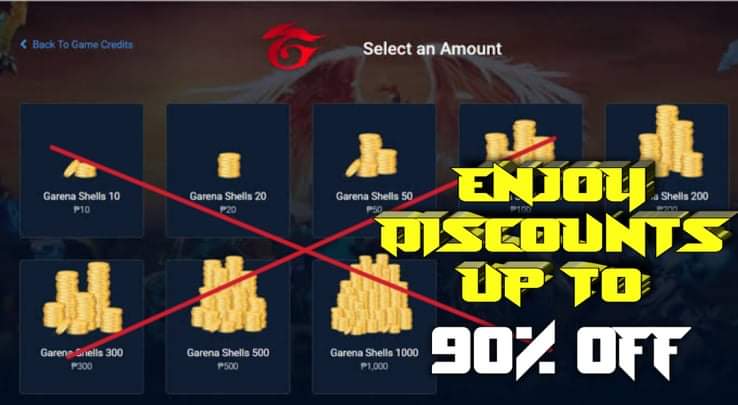 Back To Game Credits
Select an Amount
Garena Shells 10
₱10
Garena Shells 20
₱20
Garena Shells 50
₱50
₱100
Shells 200
₱200
Garena Shells 300
₱300
Garena Shells 500
₱500
Garena Shells 1000
₱1,000
ENJOY
DISCOUNTS
UP TO
90% OFF